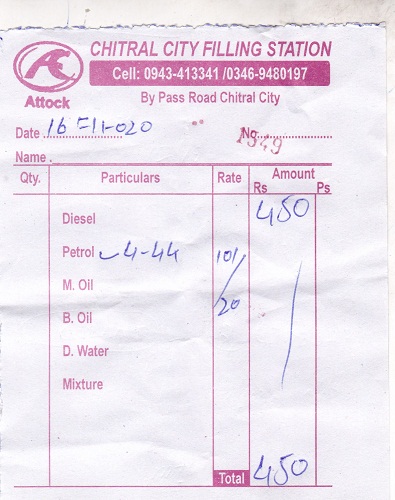 CHITRAL CITY FILLING STATION
Cell: 0943-413341 /0346-9480197
Attock
By Pass Road Chitral City
Date 16-11-020 No. 1349
Name
Qty. Particulars Rate Amount
Rs Ps
Diesel 450
Petrol 4-44 101/20
M. Oil
B. Oil
D. Water
Mixture
Total 450